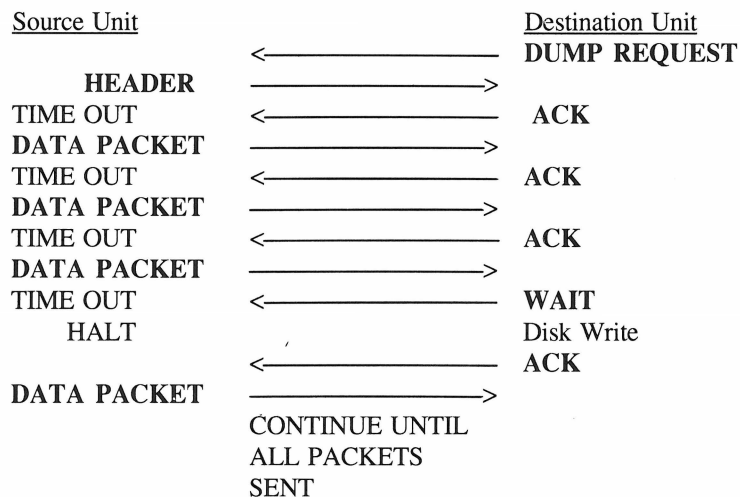 Source Unit Destination Unit
<———————— DUMP REQUEST
HEADER ————————>
TIME OUT <———————— ACK
DATA PACKET ————————>
TIME OUT <———————— ACK
DATA PACKET ————————>
TIME OUT <———————— ACK
DATA PACKET ————————>
TIME OUT <———————— WAIT
HALT Disk Write
<———————— ACK
DATA PACKET ————————>
CONTINUE UNTIL
ALL PACKETS
SENT